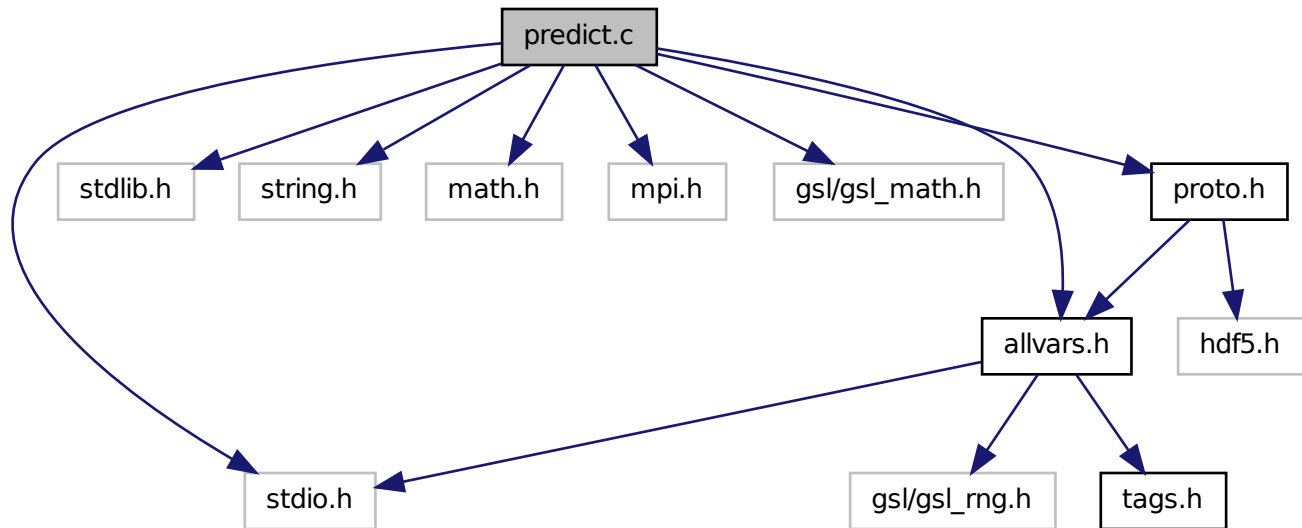 predict.c
stdlib.h
string.h
math.h
mpi.h
gsl/gsl_math.h
proto.h
allvars.h
hdf5.h
stdio.h
gsl/gsl_rng.h
tags.h